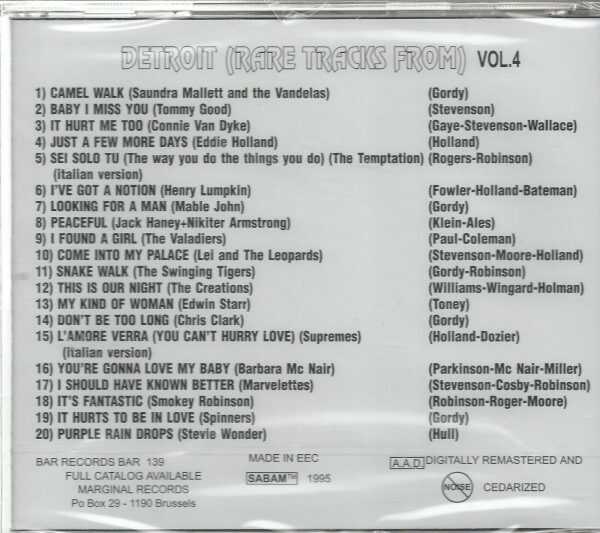 DETROIT (RARE TRACKS FROM) VOL.4
1) CAMEL WALK (Saundra Mallett and the Vandelas) (Gordy)
2) BABY I MISS YOU (Tommy Good) (Stevenson)
3) IT HURT ME TOO (Connie Van Dyke) (Gaye-Stevenson-Wallace)
4) JUST A FEW MORE DAYS (Eddie Holland) (Holland)
5) SEI SOLO TU (The way you do the things you do) (The Temptation) (Rogers-Robinson)
(italian version)
6) I'VE GOT A NOTION (Henry Lumpkin) (Fowler-Holland-Bateman)
7) LOOKING FOR A MAN (Mable John) (Gordy)
8) PEACEFUL (Jack Haney+Nikiter Armstrong) (Klein-Ales)
9) I FOUND A GIRL (The Valadiers) (Paul-Coleman)
10) COME INTO MY PALACE (Lei and The Leopards) (Stevenson-Moore-Holland)
11) SNAKE WALK (The Swinging Tigers) (Gordy-Robinson)
12) THIS IS OUR NIGHT (The Creations) (Williams-Wingard-Holman)
13) MY KIND OF WOMAN (Edwin Starr) (Toney)
14) DON'T BE TOO LONG (Chris Clark) (Gordy)
15) L'AMORE VERRA (YOU CAN'T HURRY LOVE) (Supremes) (Holland-Dozier)
(italian version)
16) YOU'RE GONNA LOVE MY BABY (Barbara Mc Nair) (Parkinson-Mc Nair-Miller)
17) I SHOULD HAVE KNOWN BETTER (Marvelettes) (Stevenson-Cosby-Robinson)
18) IT'S FANTASTIC (Smokey Robinson) (Robinson-Roger-Moore)
19) IT HURTS TO BE IN LOVE (Spinners) (Gordy)
20) PURPLE RAIN DROPS (Stevie Wonder) (Hull)
BAR RECORDS BAR 139 MADE IN EEC A.A.D. DIGITALLY REMASTERED AND
FULL CATALOG AVAILABLE SABAM™ 1995 NOISE CEDARIZED
MARGINAL RECORDS
Po Box 29 - 1190 Brussels